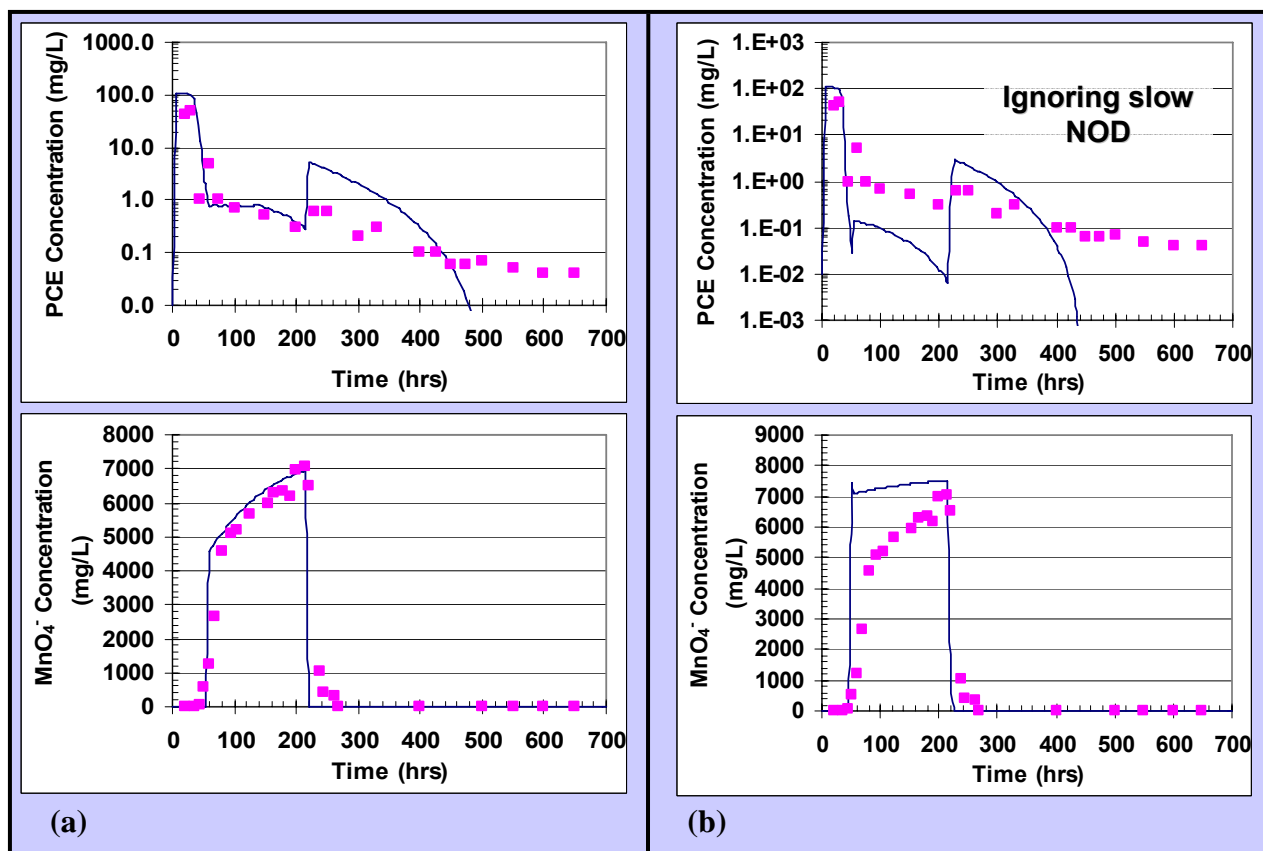 PCE Concentration (mg/L)
1000.0
100.0
10.0
1.0
0.1
0.0
0 100 200 300 400 500 600 700
Time (hrs)
MnO₄⁻ Concentration
(mg/L)
8000
7000
6000
5000
4000
3000
2000
1000
0
0 100 200 300 400 500 600 700
Time (hrs)
(a)
PCE Concentration (mg/L)
1.E+03
1.E+02
1.E+01
1.E+00
1.E-01
1.E-02
1.E-03
Ignoring slow
NOD
0 100 200 300 400 500 600 700
Time (hrs)
MnO₄⁻ Concentration
(mg/L)
9000
8000
7000
6000
5000
4000
3000
2000
1000
0
0 100 200 300 400 500 600 700
Time (hrs)
(b)